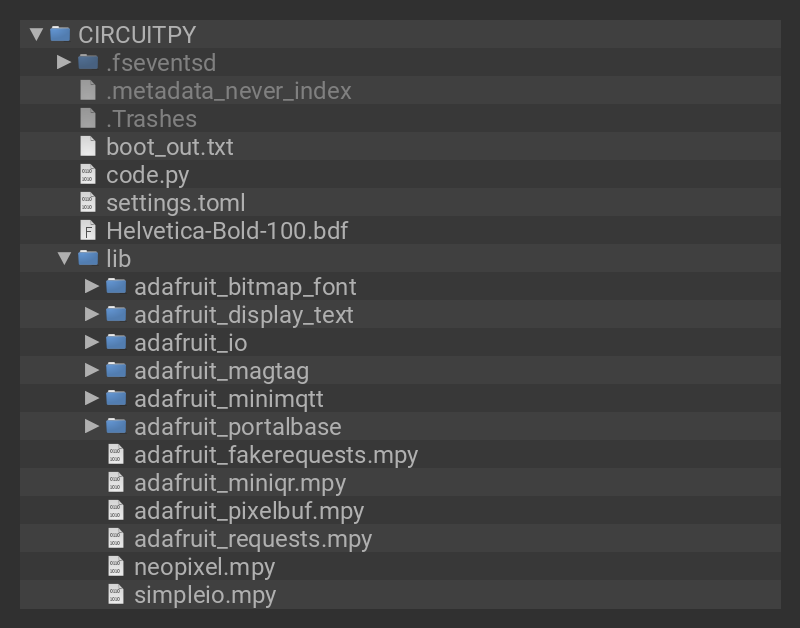 CIRCUITPY
.fseventsd
.metadata_never_index
.Trashes
boot_out.txt
code.py
settings.toml
Helvetica-Bold-100.bdf
lib
adafruit_bitmap_font
adafruit_display_text
adafruit_io
adafruit_magtag
adafruit_minimqtt
adafruit_portalbase
adafruit_fakerequests.mpy
adafruit_miniqr.mpy
adafruit_pixelbuf.mpy
adafruit_requests.mpy
neopixel.mpy
simpleio.mpy